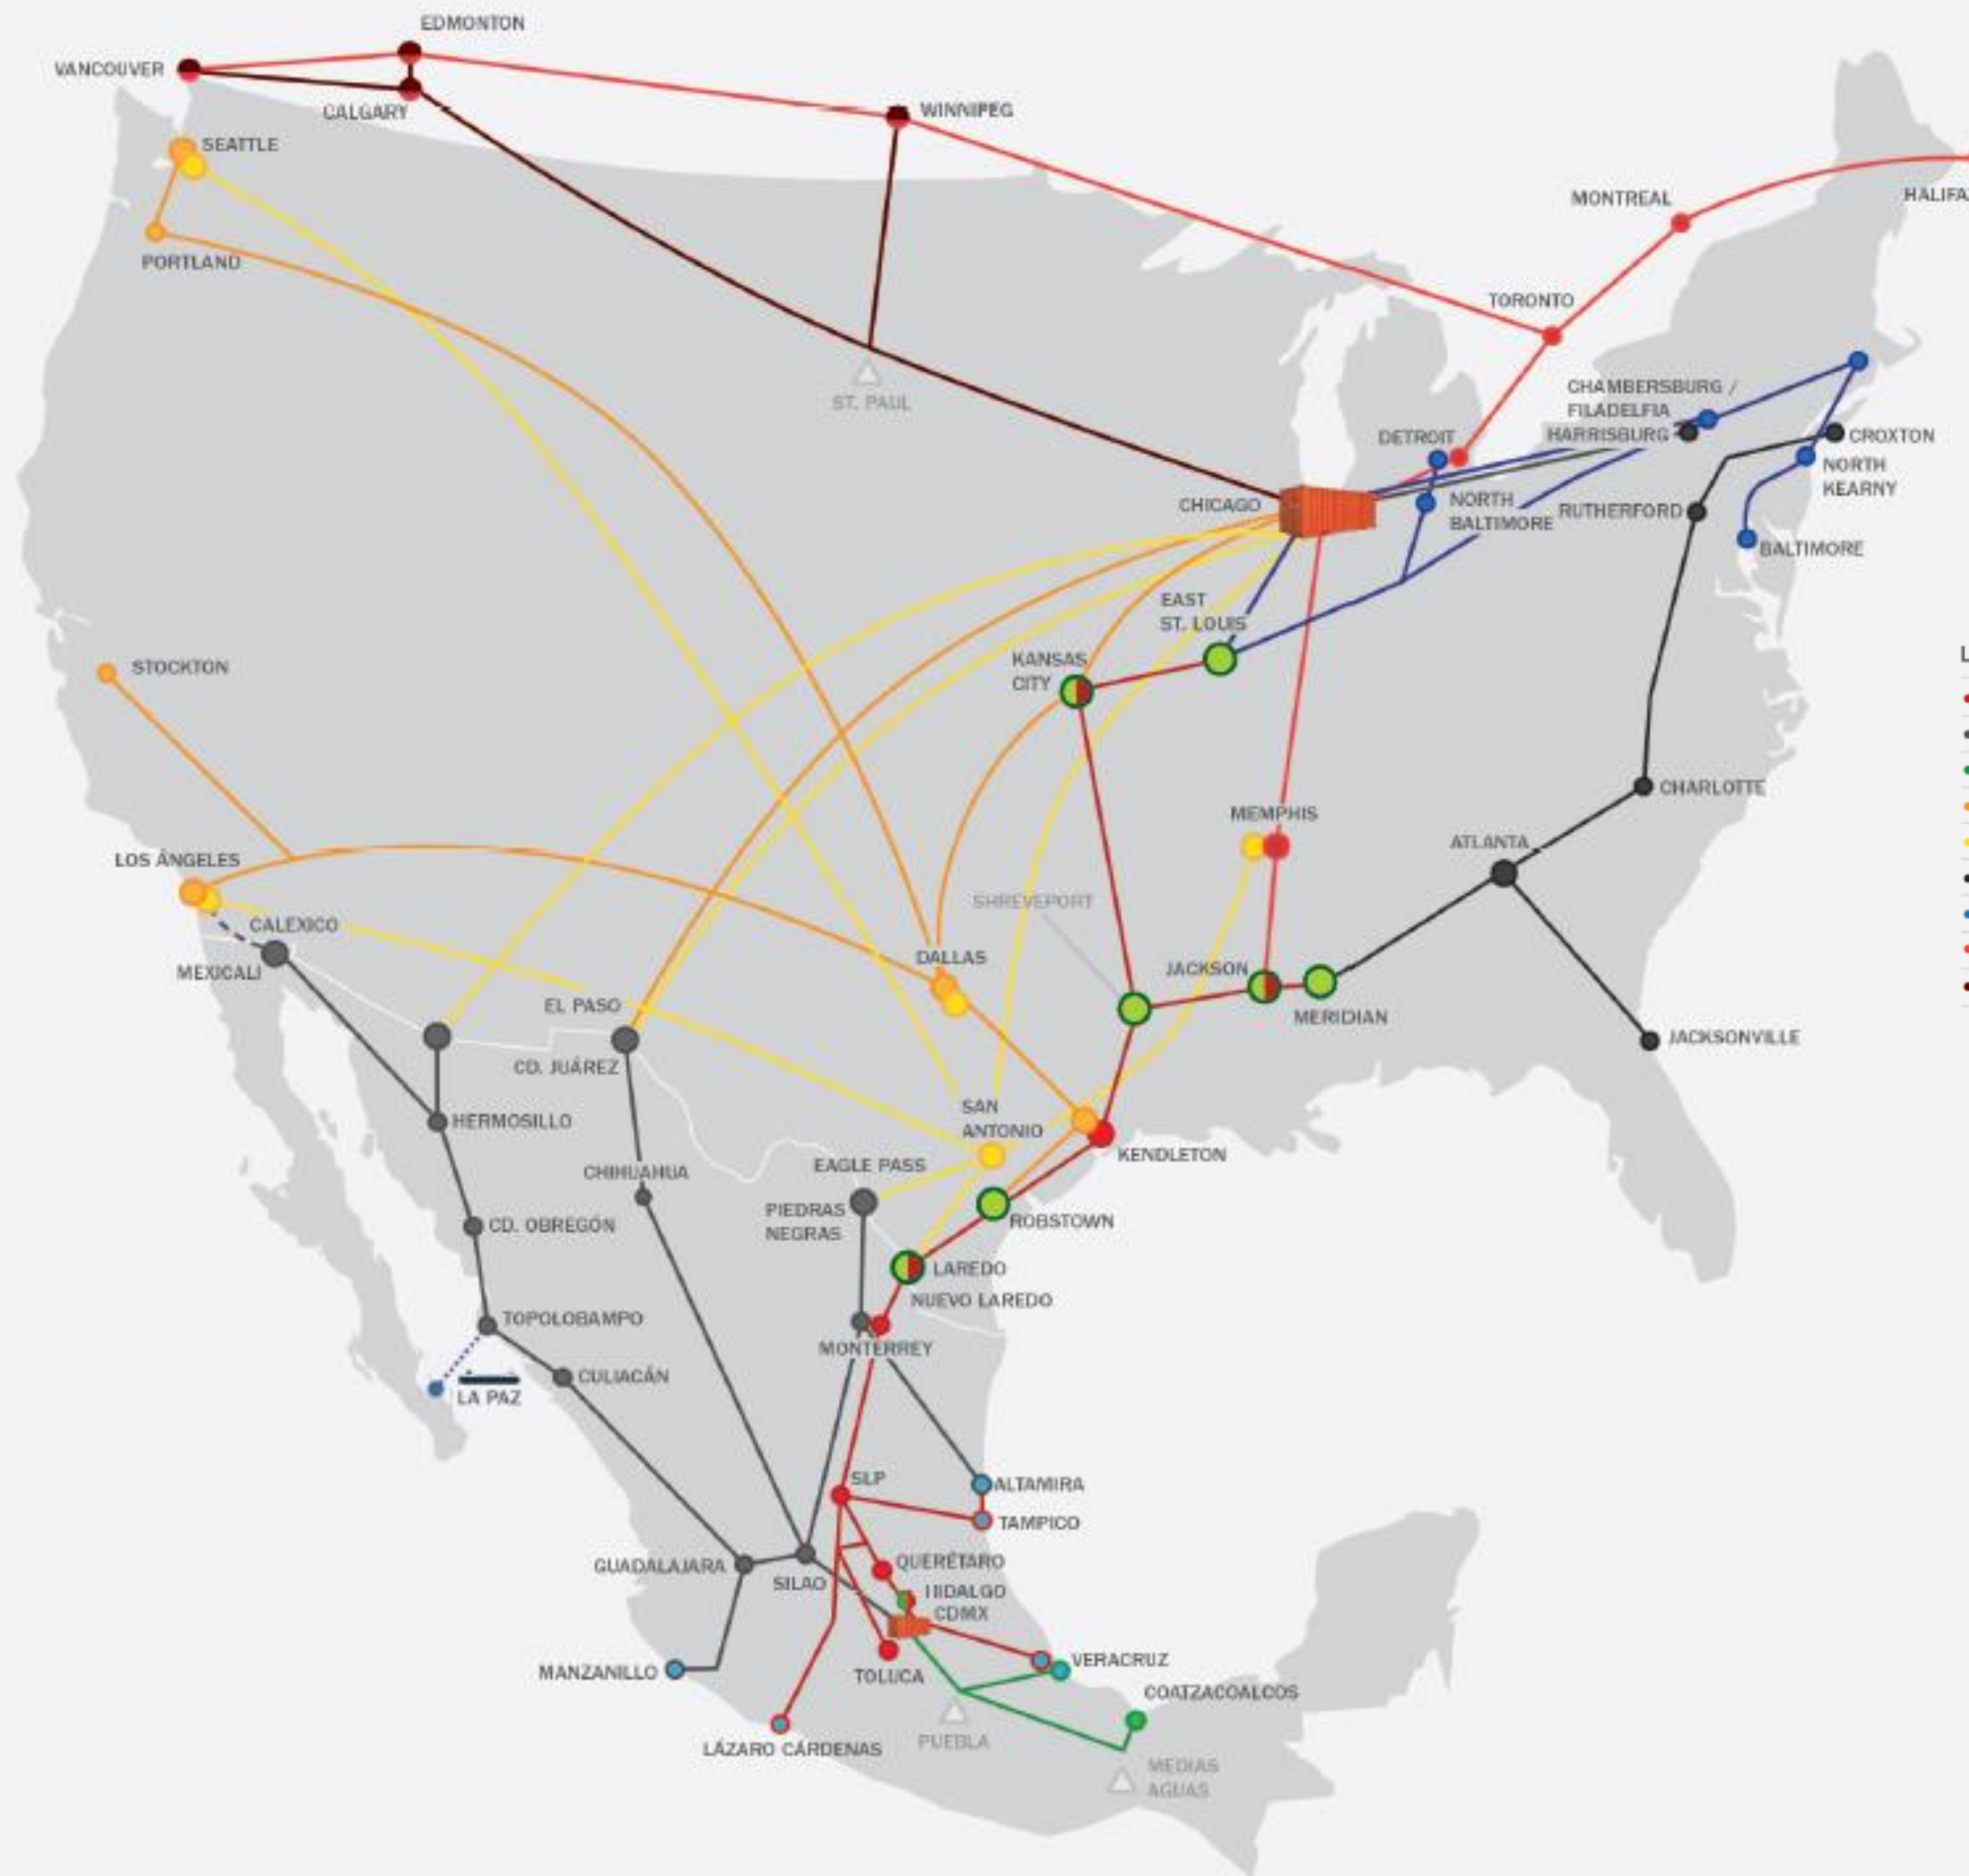 EDMONTON
VANCOUVER
CALGARY
WINNIPEG
SEATTLE
MONTREAL
HALIFA
PORTLAND
TORONTO
ST. PAUL
CHAMBERSBURG /
FILADELFIA
HARRISBURG
DETROIT
CROXTON
NORTH
KEARNY
CHICAGO
NORTH
BALTIMORE
RUTHERFORD
BALTIMORE
EAST
ST. LOUIS
KANSAS
CITY
STOCKTON
L
CHARLOTTE
MEMPHIS
ATLANTA
LOS ÁNGELES
SHREVEPORT
CALEXICO
MEXICALI
DALLAS
JACKSON
MERIDIAN
EL PASO
CD. JUÁREZ
JACKSONVILLE
HERMOSILLO
SAN
ANTONIO
KENDLETON
CHIHUAHUA
EAGLE PASS
PIEDRAS
NEGRAS
CD. OBREGÓN
ROBSTOWN
LAREDO
NUEVO LAREDO
TOPOLOBAMPO
MONTERREY
CULIACÁN
LA PAZ
SLP
ALTAMIRA
TAMPICO
GUADALAJARA
SILAO
QUERÉTARO
HIDALGO
CDMX
MANZANILLO
TOLUCA
VERACRUZ
COATZACOALCOS
LÁZARO CÁRDENAS
PUEBLA
MEDIAS
AGUAS